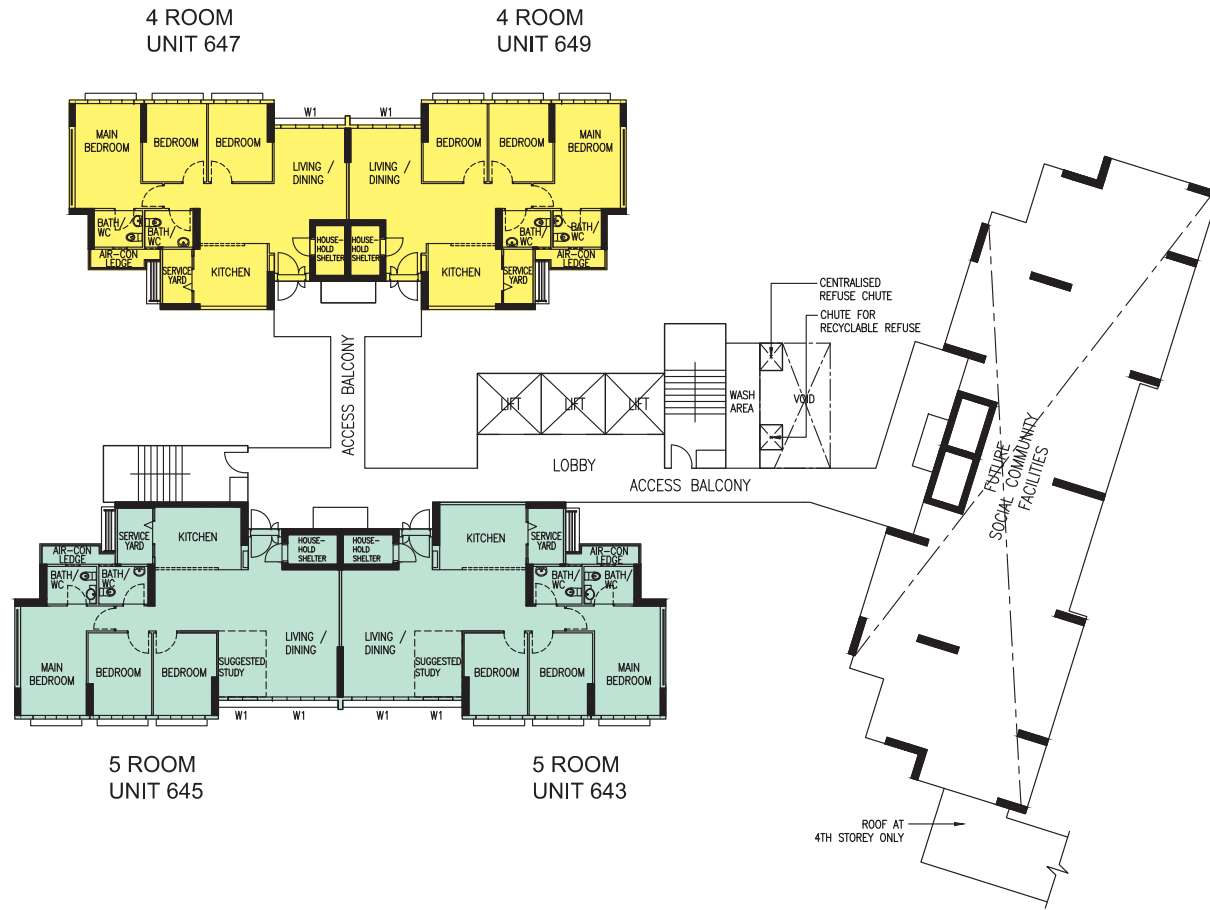 4 ROOM
UNIT 647
4 ROOM
UNIT 649
W1
W1
MAIN
BEDROOM
BEDROOM
BEDROOM
LIVING /
DINING
LIVING /
DINING
BEDROOM
BEDROOM
MAIN
BEDROOM
BATH/
WC
BATH/
WC
AIR-CON
LEDGE
SERVICE
YARD
KITCHEN
HOUSE-
HOLD
SHELTER
HOUSE-
HOLD
SHELTER
KITCHEN
SERVICE
YARD
BATH/
WC
BATH/
WC
AIR-CON
LEDGE
CENTRALISED
REFUSE CHUTE
CHUTE FOR
RECYCLABLE REFUSE
ACCESS BALCONY
LIFT
LIFT
LIFT
WASH
AREA
VOID
LOBBY
ACCESS BALCONY
FUTURE
SOCIAL COMMUNITY
FACILITIES
AIR-CON
LEDGE
SERVICE
YARD
KITCHEN
HOUSE-
HOLD
SHELTER
HOUSE-
HOLD
SHELTER
KITCHEN
SERVICE
YARD
AIR-CON
LEDGE
BATH/
WC
BATH/
WC
BATH/
WC
BATH/
WC
MAIN
BEDROOM
BEDROOM
BEDROOM
SUGGESTED
STUDY
LIVING /
DINING
LIVING /
DINING
SUGGESTED
STUDY
BEDROOM
BEDROOM
MAIN
BEDROOM
W1
W1
W1
W1
5 ROOM
UNIT 645
5 ROOM
UNIT 643
ROOF AT
4TH STOREY ONLY